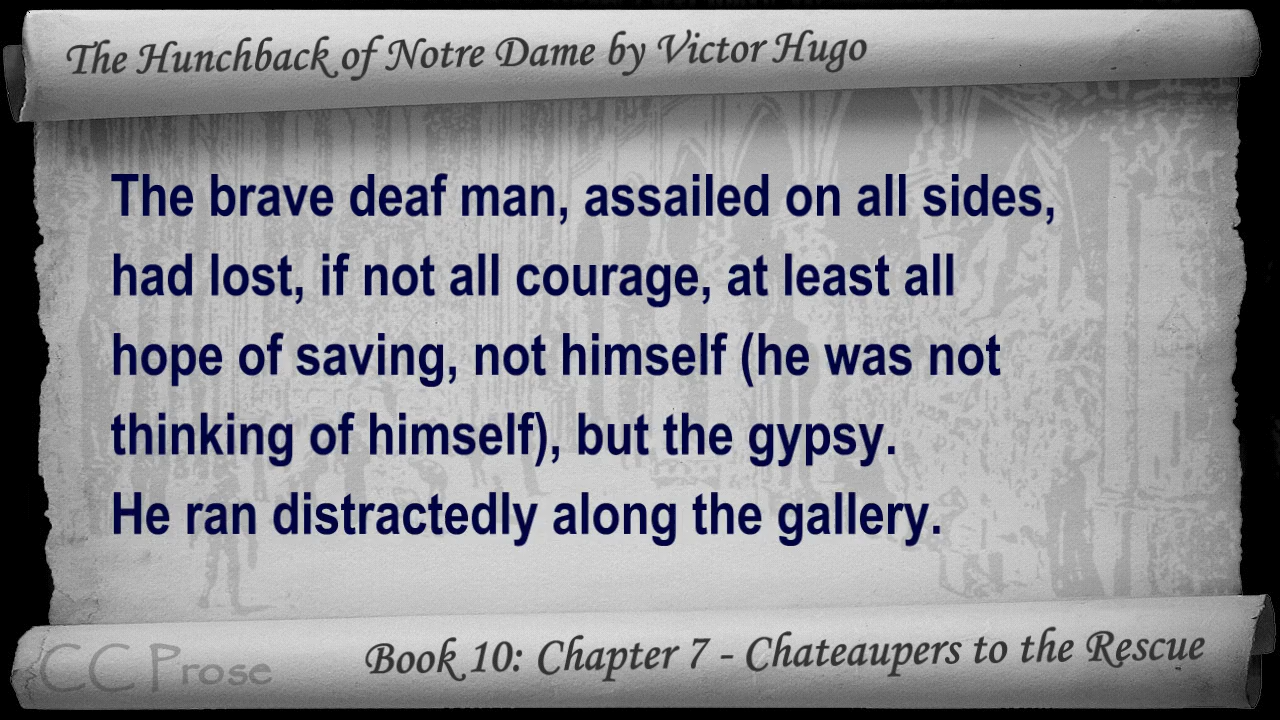 The Hunchback of Notre Dame by Victor Hugo
The brave deaf man, assailed on all sides,
had lost, if not all courage, at least all
hope of saving, not himself (he was not
thinking of himself), but the gypsy.
He ran distractedly along the gallery.
CC Prose
Book 10: Chapter 7 - Chateaupers to the Rescue